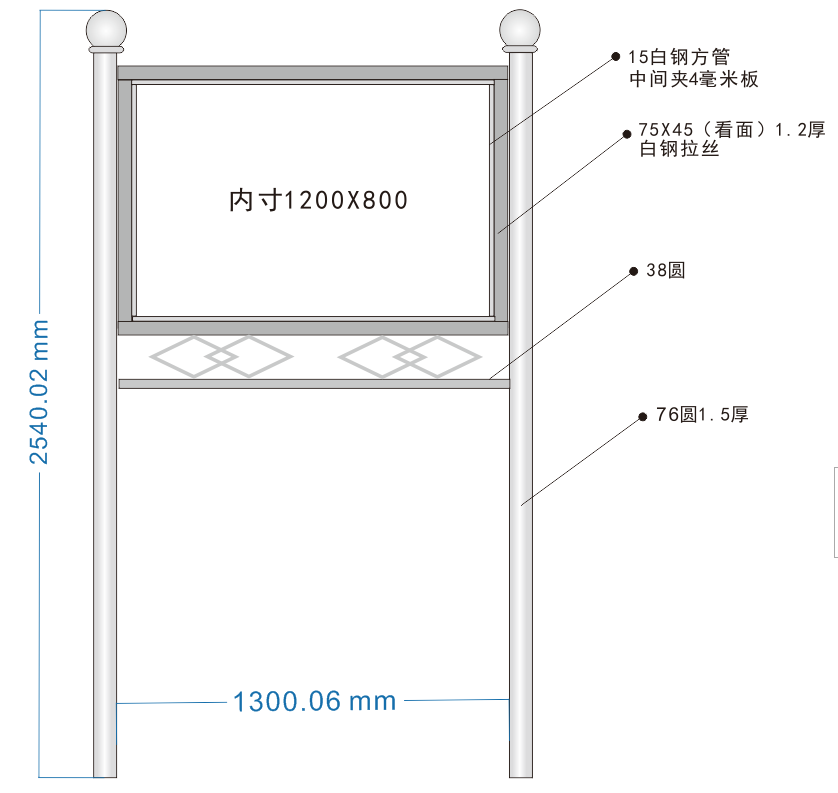 15白钢方管
中间夹4毫米板
75X45（看面）1.2厚
白钢拉丝
内寸1200X800
38圆
2540.02 mm
76圆1.5厚
1300.06 mm